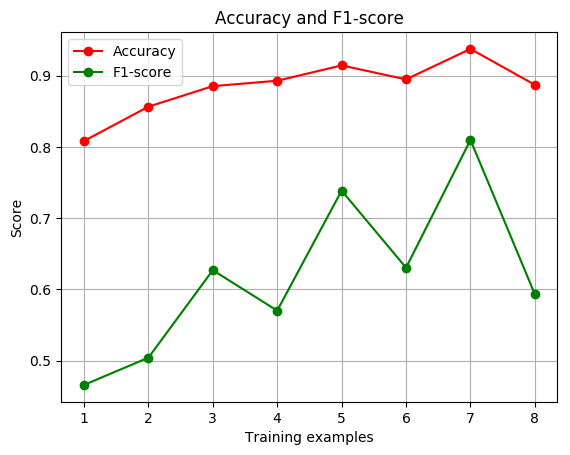 Accuracy and F1-score
Accuracy
F1-score
0.9
0.8
0.7
0.6
0.5
Score
1 2 3 4 5 6 7 8
Training examples